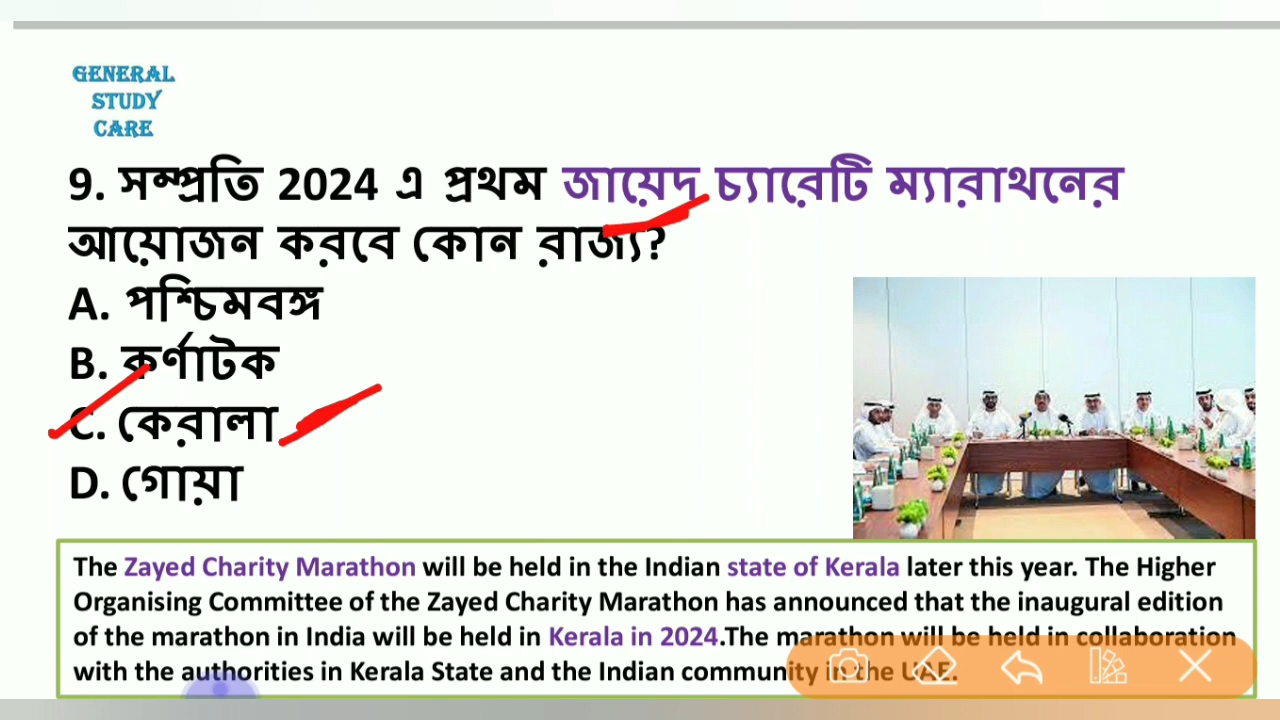 GENERAL
STUDY
CARE
9. সম্প্রতি 2024 এ প্রথম জায়েদ চ্যারেটি ম্যারাথনের
আয়োজন করবে কোন রাজ্য?
A. পশ্চিমবঙ্গ
B. কর্ণাটক
C. কেরালা
D. গোয়া
The Zayed Charity Marathon will be held in the Indian state of Kerala later this year. The Higher
Organising Committee of the Zayed Charity Marathon has announced that the inaugural edition
of the marathon in India will be held in Kerala in 2024.The marathon will be held in collaboration
with the authorities in Kerala State and the Indian community in the UAE.